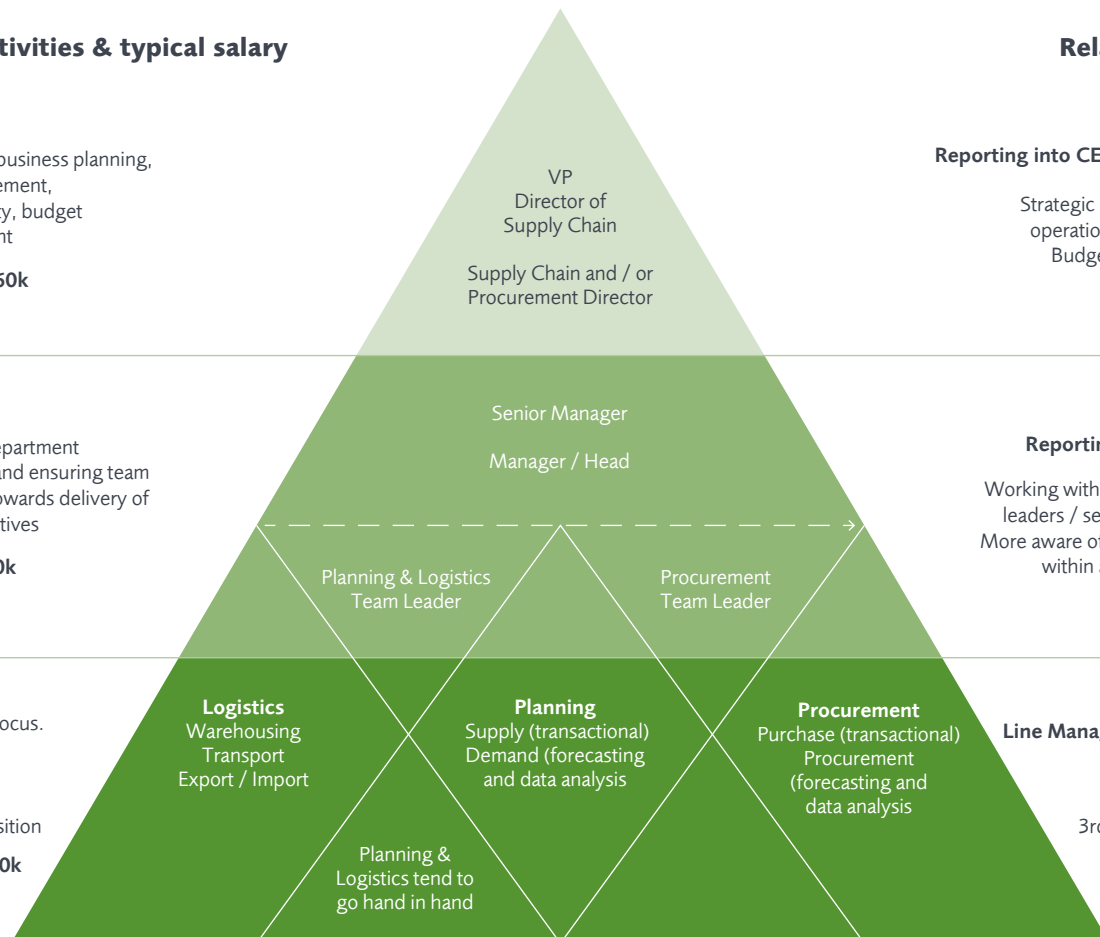 tivities & typical salary
Rel
business planning,
ement,
ty, budget
nt
60k
Reporting into CE
Strategic
operatio
Budge
VP
Director of
Supply Chain
Supply Chain and / or
Procurement Director
epartment
and ensuring team
owards delivery of
tives
0k
Senior Manager
Manager / Head
Reportin
Working with
leaders / se
More aware of
within
Planning & Logistics
Team Leader
Procurement
Team Leader
ocus.
sition
0k
Logistics
Warehousing
Transport
Export / Import
Planning
Supply (transactional)
Demand (forecasting
and data analysis
Procurement
Purchase (transactional)
Procurement
(forecasting and
data analysis
Line Mana
3r
Planning &
Logistics tend to
go hand in hand